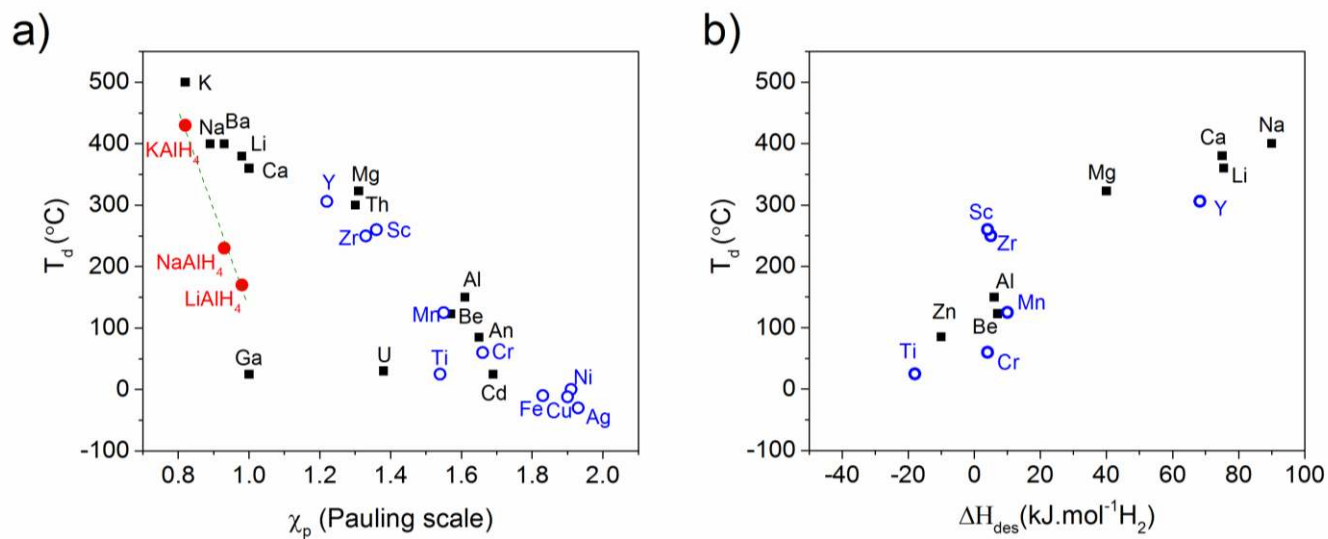 a)
500
400
300
200
100
0
-100
T_d (°C)
K
Na
Ba
Li
Ca
KAlH₄
Mg
Th
Y
Zr
Sc
NaAlH₄
LiAlH₄
Al
Mn
Be
An
Ga
U
Ti
Cr
Cd
Ni
Fe
Cu
Ag
0.8 1.0 1.2 1.4 1.6 1.8 2.0
χₚ (Pauling scale)
b)
500
400
300
200
100
0
-100
T_d (°C)
Ca
Na
Mg
Li
Sc
Y
Zr
Al
Zn
Mn
Be
Ti
Cr
-40 -20 0 20 40 60 80 100
ΔH_des(kJ.mol⁻¹H₂)